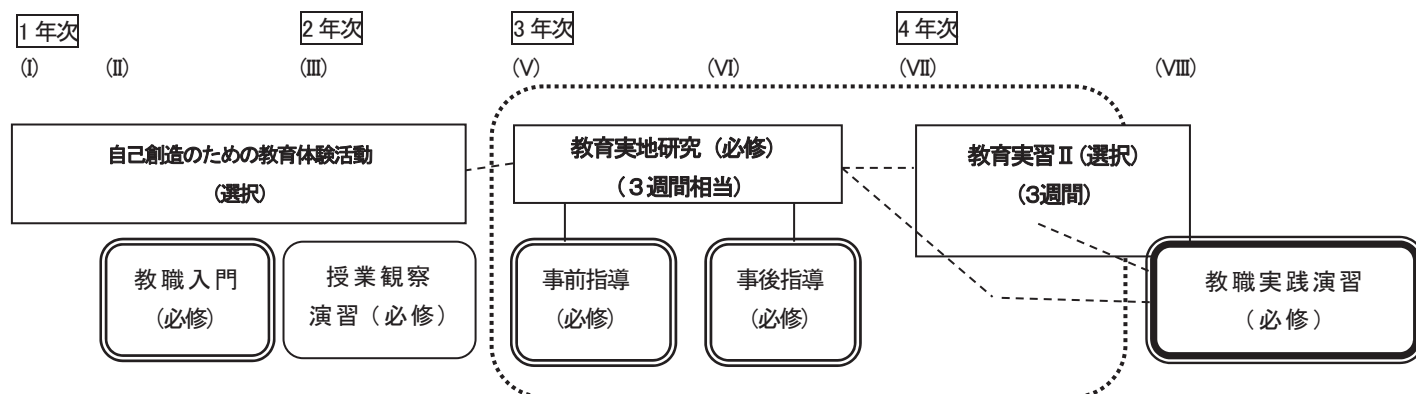 1 年次
2 年次
3 年次
4 年次
(Ⅰ)
(Ⅱ)
(Ⅲ)
(Ⅴ)
(Ⅵ)
(Ⅶ)
(Ⅷ)
自己創造のための教育体験活動
(選択)
教育実地研究（必修）
(３週間相当)
教育実習Ⅱ(選択)
(3週間)
教職入門
(必修)
授業観察
演習（必修）
事前指導
(必修)
事後指導
(必修)
教職実践演習
(必修)